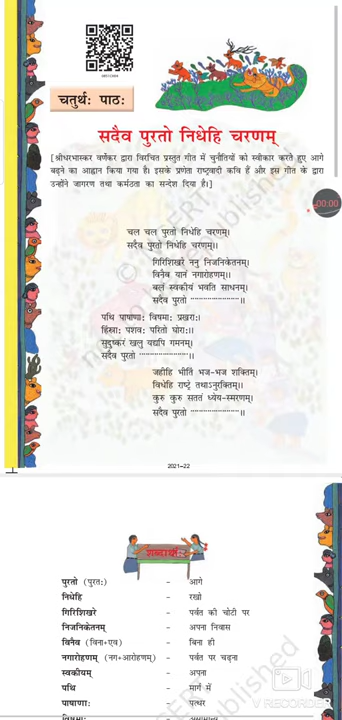 चतुर्थः पाठः
सदैव पुरतो निधेहि चरणम्
[श्रीधरभास्कर वर्णेकर द्वारा विरचित प्रस्तुत गीत में चुनौतियों को स्वीकार करते हुए आगे
बढ़ने का आह्वान किया गया है। इसके प्रणेता राष्ट्रवादी कवि हैं और इस गीत के द्वारा
उन्होंने जागरण तथा कर्मठता का सन्देश दिया है।]
00:00
चल चल पुरतो निधेहि चरणम्।
सदैव पुरतो निधेहि चरणम्।।
गिरिशिखरे ननु निजनिकेतनम्।
विनैव यानं नगारोहणम्।।
बलं स्वकीयं भवति साधनम्।
सदैव पुरतो ........................।।
पथि पाषाणाः विषमाः प्रखराः।
हिंस्राः पशवः परितो घोराः।।
सुदुष्करं खलु यद्यपि गमनम्।
सदैव पुरतो ........................।।
जहीहि भीतिं भज-भज शक्तिम्।
विधेहि राष्ट्रे तथाऽनुरक्तिम्।।
कुरु कुरु सततं ध्येय-स्मरणम्।
सदैव पुरतो ........................।।
2021–22
शब्दार्थाः
पुरतो (पुरतः) - आगे
निधेहि - रखो
गिरिशिखरे - पर्वत की चोटी पर
निजनिकेतनम् - अपना निवास
विनैव (विना+एव) - बिना ही
नगारोहणम् (नग+आरोहणम्) - पर्वत पर चढ़ना
स्वकीयम् - अपना
पथि - मार्ग में
पाषाणाः - पत्थर
विषमाः - असामान्य
V RECORDER